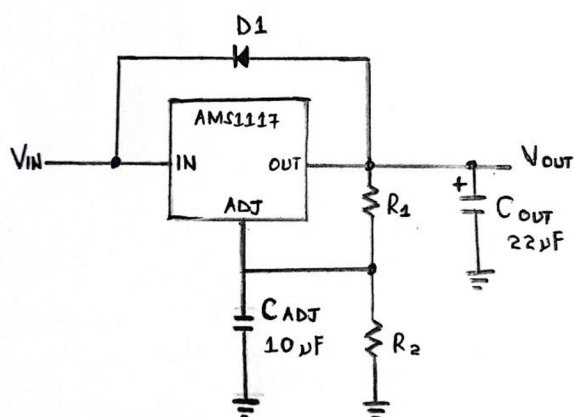 D1
AMS1117
VIN
IN
OUT
VOUT
ADJ
R1
+
COUT
22µF
CADJ
10µF
R2